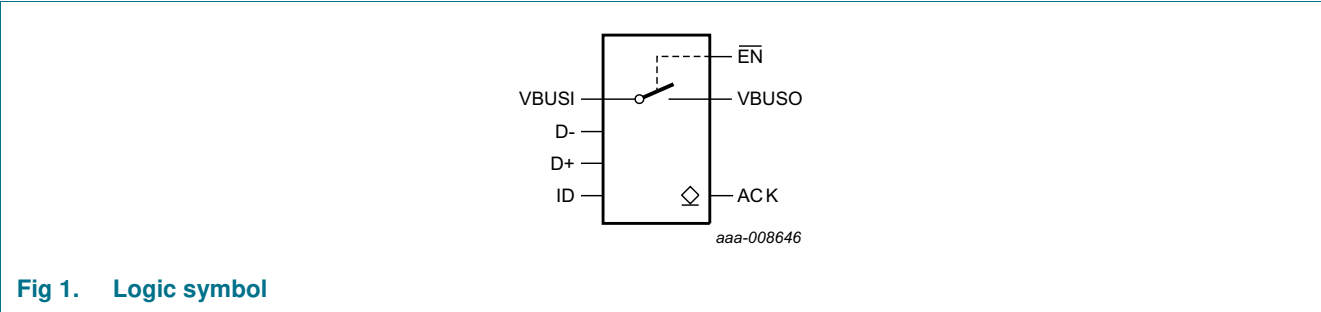 EN
VBUSI
VBUSO
D-
D+
ID
ACK
aaa-008646
Fig 1. Logic symbol